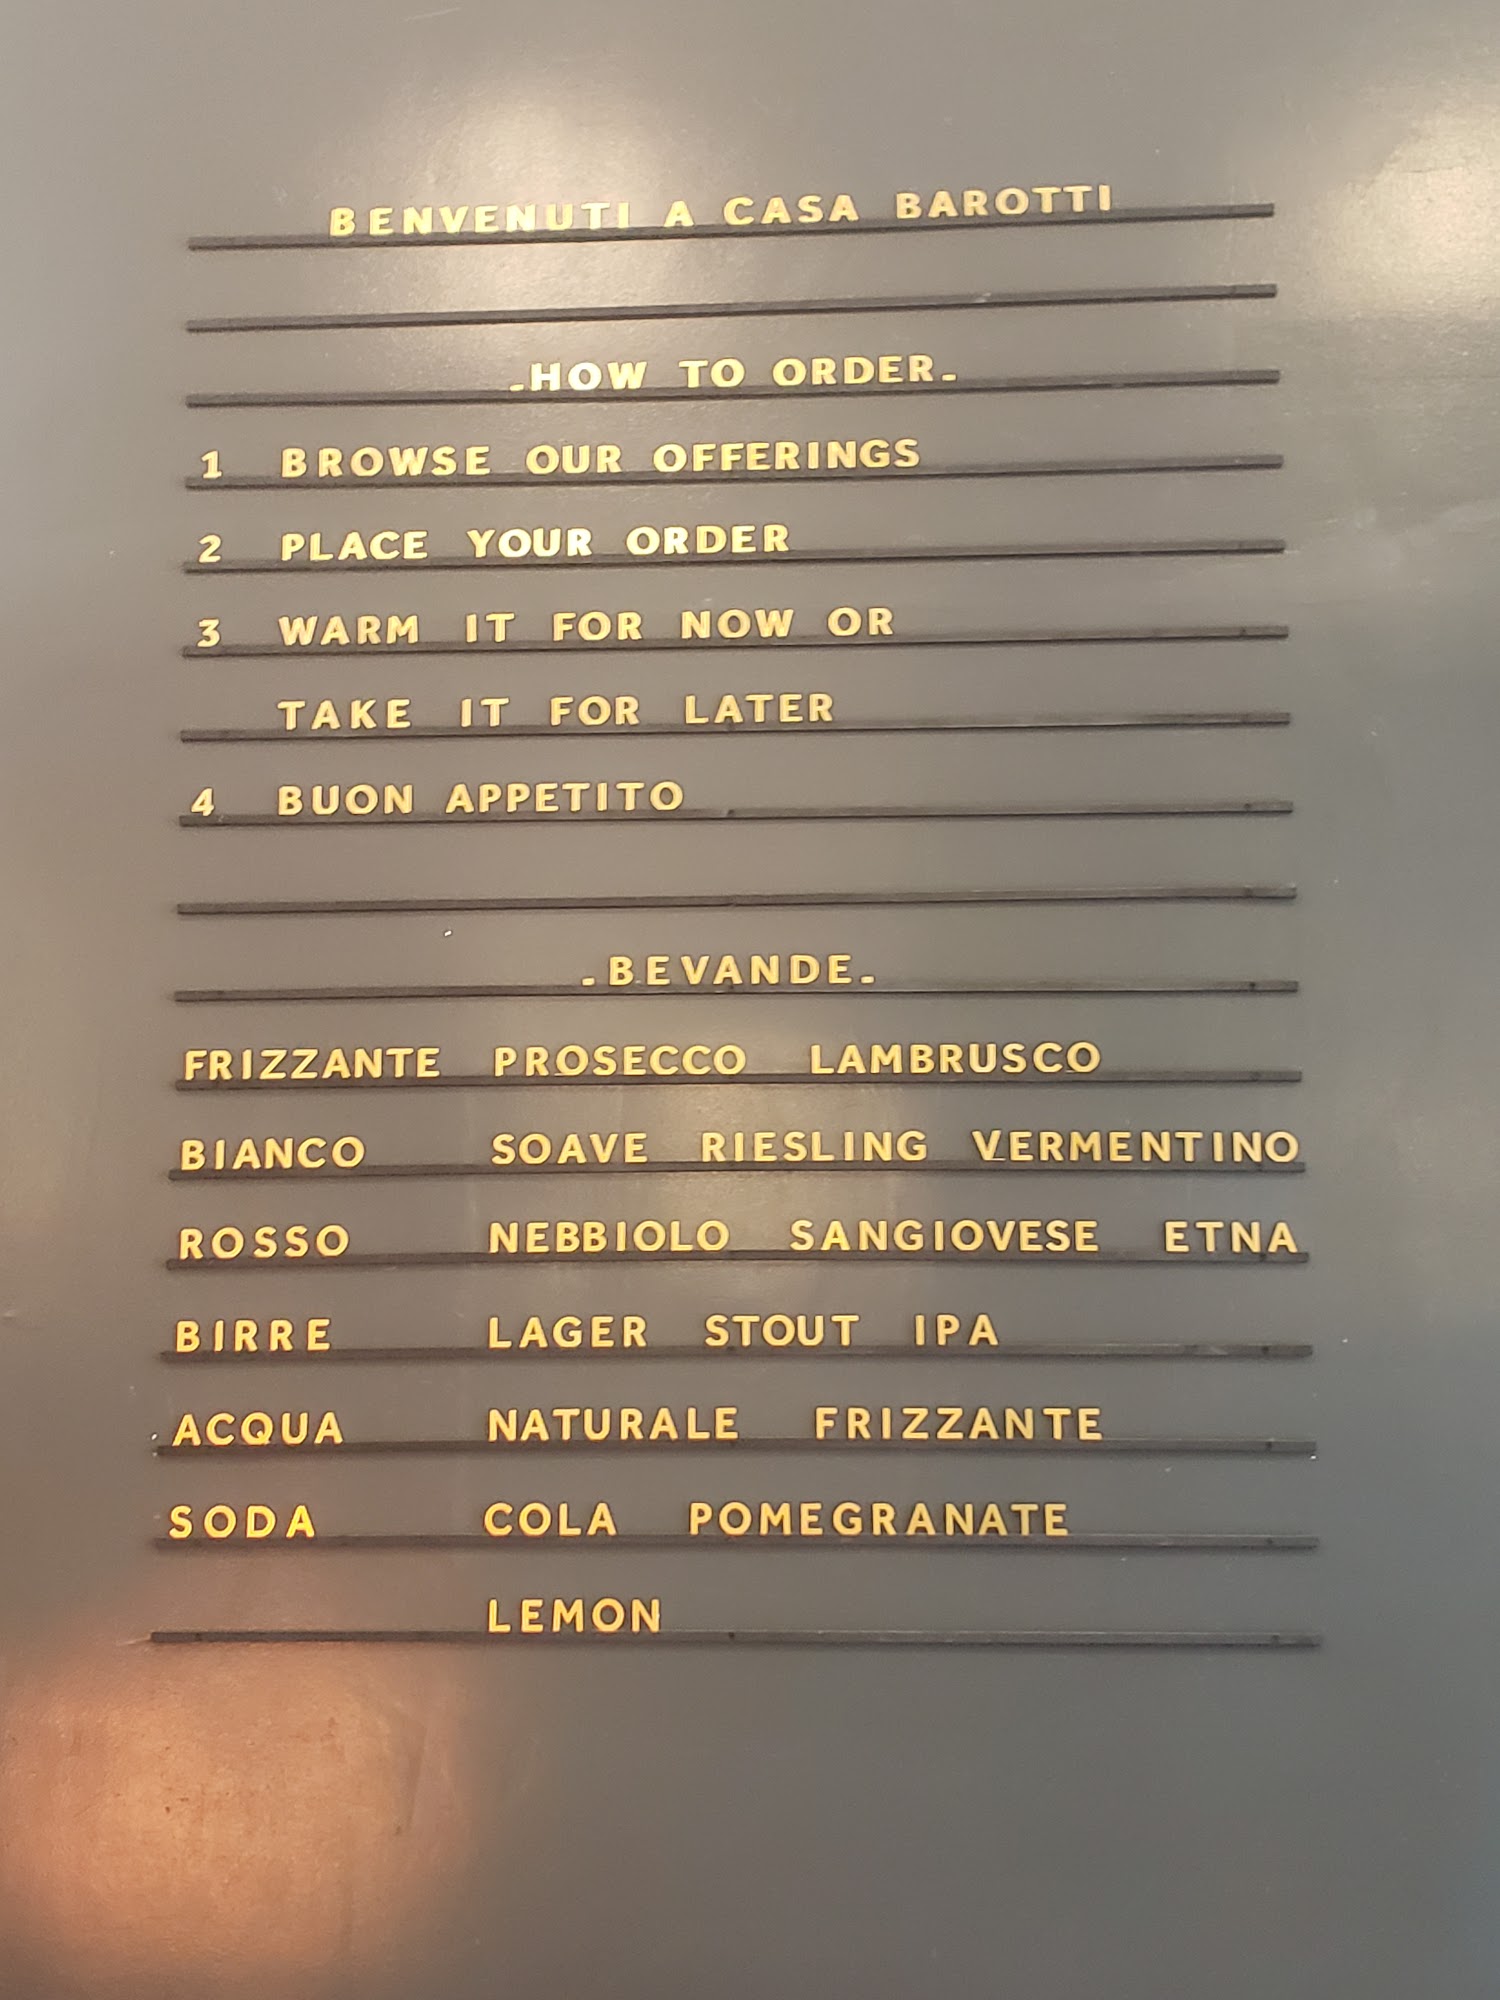 BENVENUTI A CASA BAROTTI
-HOW TO ORDER-
1 BROWSE OUR OFFERINGS
2 PLACE YOUR ORDER
3 WARM IT FOR NOW OR
TAKE IT FOR LATER
4 BUON APPETITO
-BEVANDE-
FRIZZANTE PROSECCO LAMBRUSCO
BIANCO SOAVE RIESLING VERMENTINO
ROSSO NEBBIOLO SANGIOVESE ETNA
BIRRE LAGER STOUT IPA
ACQUA NATURALE FRIZZANTE
SODA COLA POMEGRANATE
LEMON